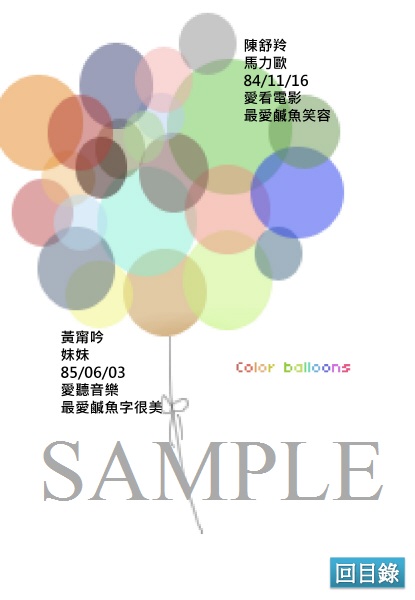 陳舒羚
馬力歐
84/11/16
愛看電影
最愛鹹魚笑容
黃甯吟
妹妹
85/06/03
愛聽音樂
最愛鹹魚字很美
Color balloons
SAMPLE
回目錄